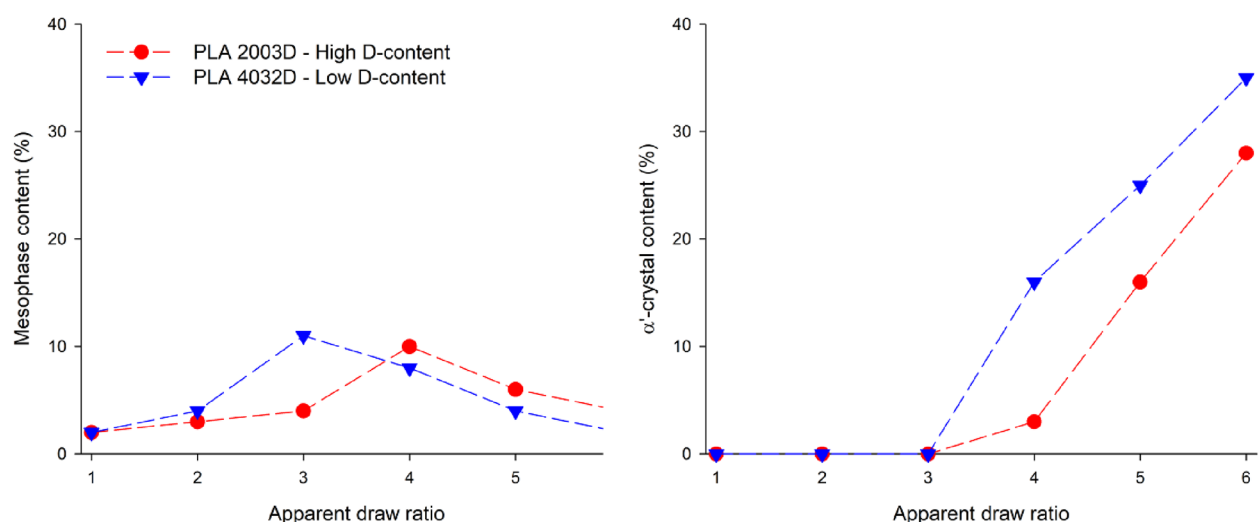 40
30
20
10
0
Mesophase content (%)
PLA 2003D - High D-content
PLA 4032D - Low D-content
1 2 3 4 5
Apparent draw ratio
40
30
20
10
0
α'-crystal content (%)
1 2 3 4 5 6
Apparent draw ratio